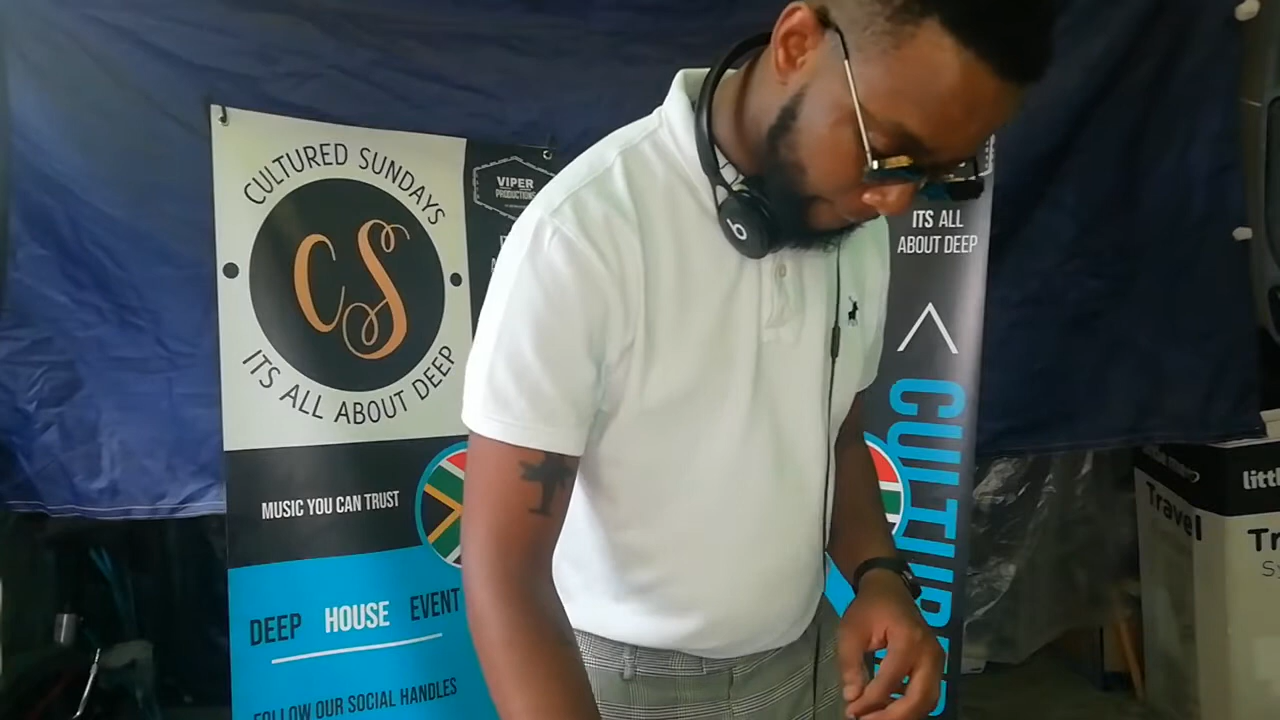 CULTURED SUNDAYS
CS
ITS ALL ABOUT DEEP
MUSIC YOU CAN TRUST
DEEP HOUSE EVENT
FOLLOW OUR SOCIAL HANDLES
VIPER
PRODUCTIONS
b
ITS ALL
ABOUT DEEP
CULTURED
Travel